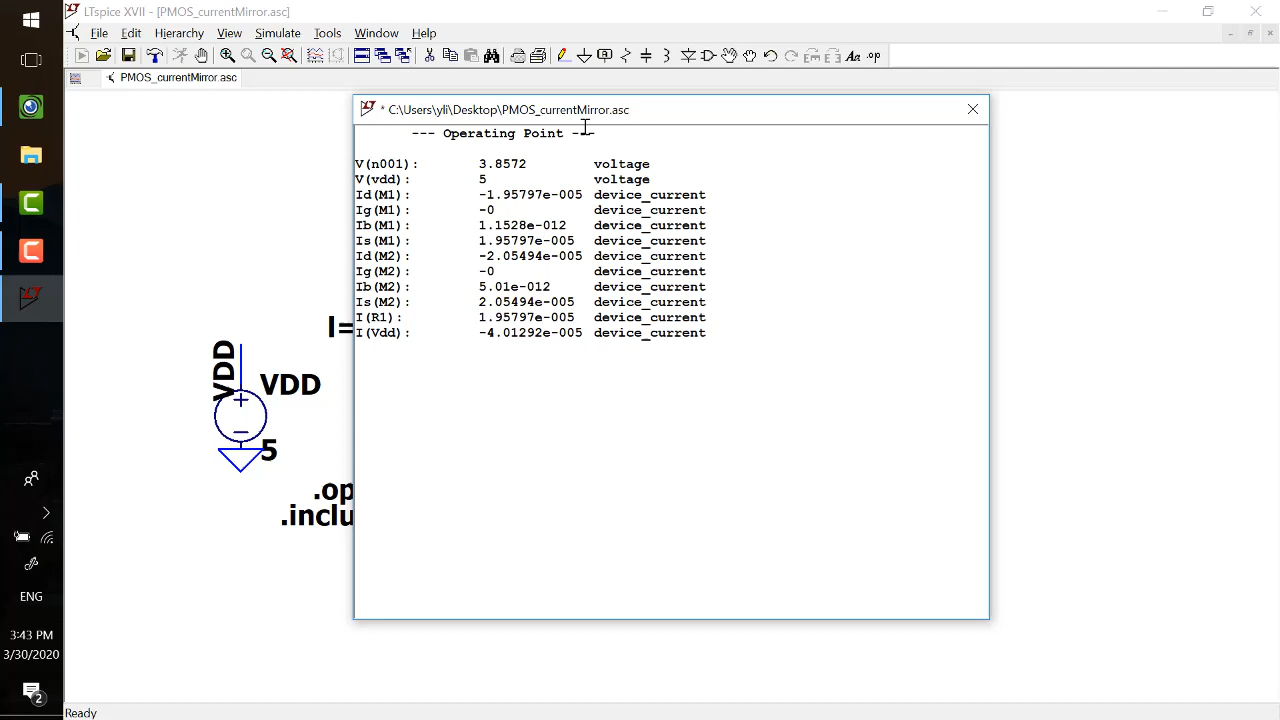 LTspice XVII - [PMOS_currentMirror.asc]
File Edit Hierarchy View Simulate Tools Window Help
Aa .op
PMOS_currentMirror.asc
* C:\Users\yli\Desktop\PMOS_currentMirror.asc
--- Operating Point ---
V(n001): 3.8572 voltage
V(vdd): 5 voltage
Id(M1): -1.95797e-005 device_current
Ig(M1): -0 device_current
Ib(M1): 1.1528e-012 device_current
Is(M1): 1.95797e-005 device_current
Id(M2): -2.05494e-005 device_current
Ig(M2): -0 device_current
Ib(M2): 5.01e-012 device_current
Is(M2): 2.05494e-005 device_current
I(R1): 1.95797e-005 device_current
I(Vdd): -4.01292e-005 device_current
I=
VDD
VDD
5
.op
.inclu
ENG
3:43 PM
3/30/2020
2
Ready